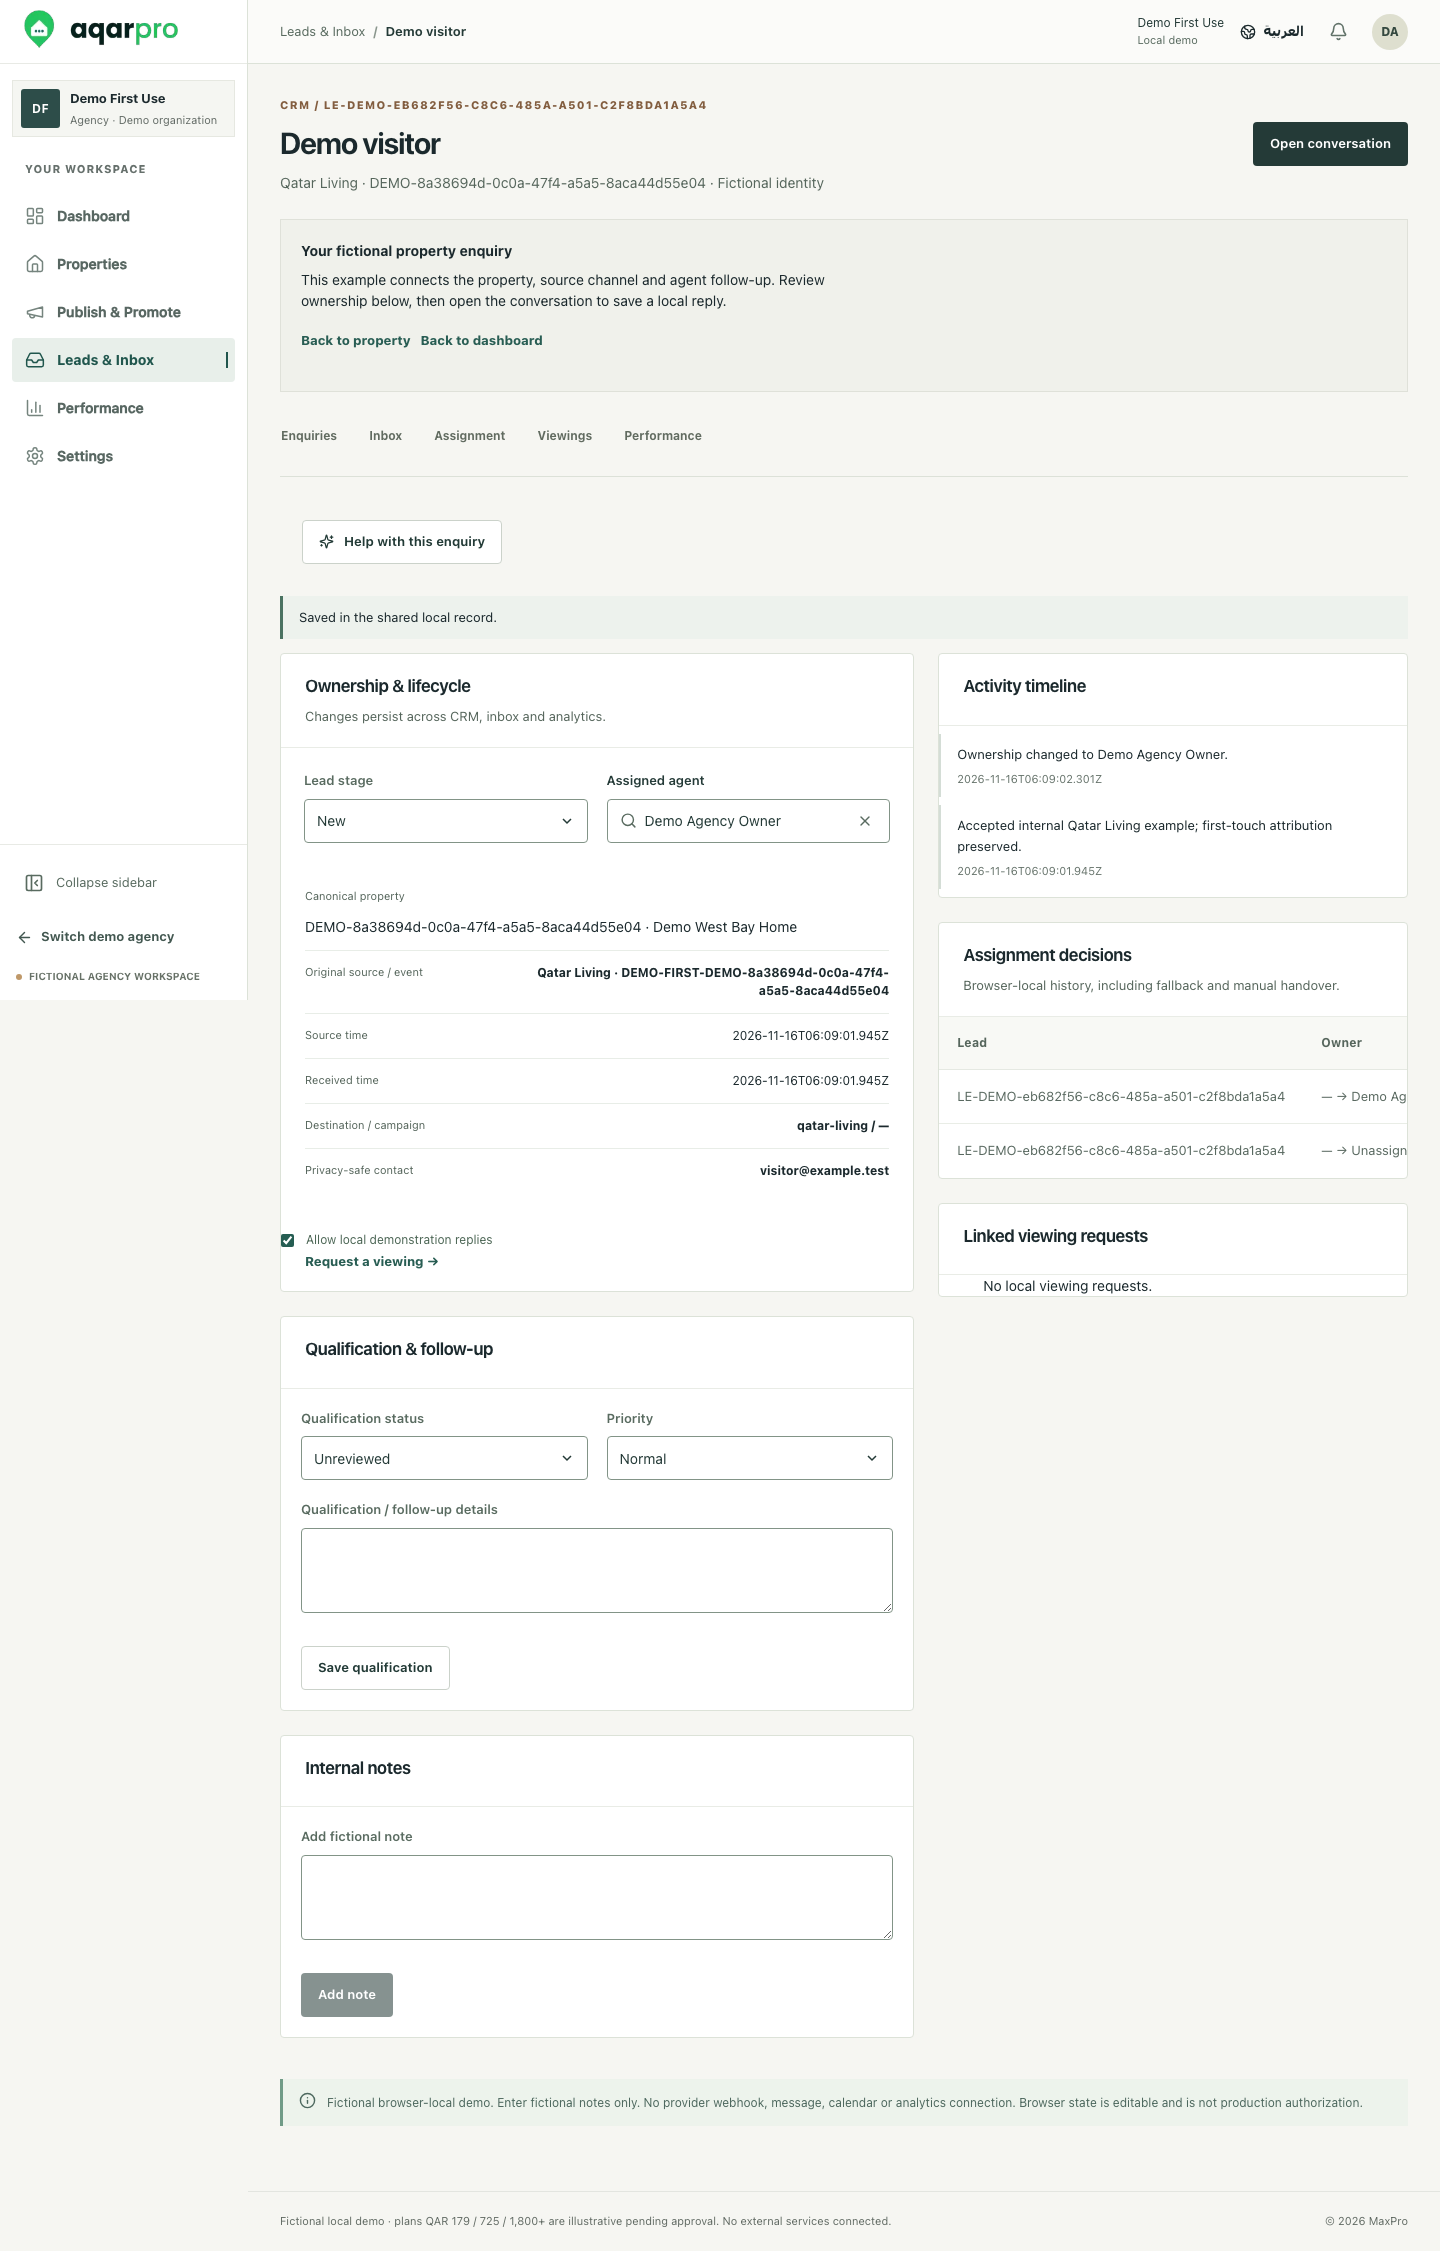 aqarpro
Leads & Inbox / Demo visitor
Demo First Use
Local demo
العربية
DA
DF
Demo First Use
Agency · Demo organization
YOUR WORKSPACE
Dashboard
Properties
Publish & Promote
Leads & Inbox
Performance
Settings
Collapse sidebar
Switch demo agency
FICTIONAL AGENCY WORKSPACE
CRM / LE-DEMO-EB682F56-C8C6-485A-A501-C2F8BDA1A5A4
Demo visitor
Open conversation
Qatar Living · DEMO-8a38694d-0c0a-47f4-a5a5-8aca44d55e04 · Fictional identity
Your fictional property enquiry
This example connects the property, source channel and agent follow-up. Review
ownership below, then open the conversation to save a local reply.
Back to property Back to dashboard
Enquiries Inbox Assignment Viewings Performance
Help with this enquiry
Saved in the shared local record.
Ownership & lifecycle
Changes persist across CRM, inbox and analytics.
Lead stage
Assigned agent
New
Demo Agency Owner
Canonical property
DEMO-8a38694d-0c0a-47f4-a5a5-8aca44d55e04 · Demo West Bay Home
Original source / event
Qatar Living · DEMO-FIRST-DEMO-8a38694d-0c0a-47f4-
a5a5-8aca44d55e04
Source time
2026-11-16T06:09:01.945Z
Received time
2026-11-16T06:09:01.945Z
Destination / campaign
qatar-living / —
Privacy-safe contact
visitor@example.test
Allow local demonstration replies
Request a viewing →
Activity timeline
Ownership changed to Demo Agency Owner.
2026-11-16T06:09:02.301Z
Accepted internal Qatar Living example; first-touch attribution
preserved.
2026-11-16T06:09:01.945Z
Assignment decisions
Browser-local history, including fallback and manual handover.
Lead Owner
LE-DEMO-eb682f56-c8c6-485a-a501-c2f8bda1a5a4 — → Demo Ag
LE-DEMO-eb682f56-c8c6-485a-a501-c2f8bda1a5a4 — → Unassign
Linked viewing requests
No local viewing requests.
Qualification & follow-up
Qualification status
Priority
Unreviewed
Normal
Qualification / follow-up details
Save qualification
Internal notes
Add fictional note
Add note
Fictional browser-local demo. Enter fictional notes only. No provider webhook, message, calendar or analytics connection. Browser state is editable and is not production authorization.
Fictional local demo · plans QAR 179 / 725 / 1,800+ are illustrative pending approval. No external services connected.
© 2026 MaxPro